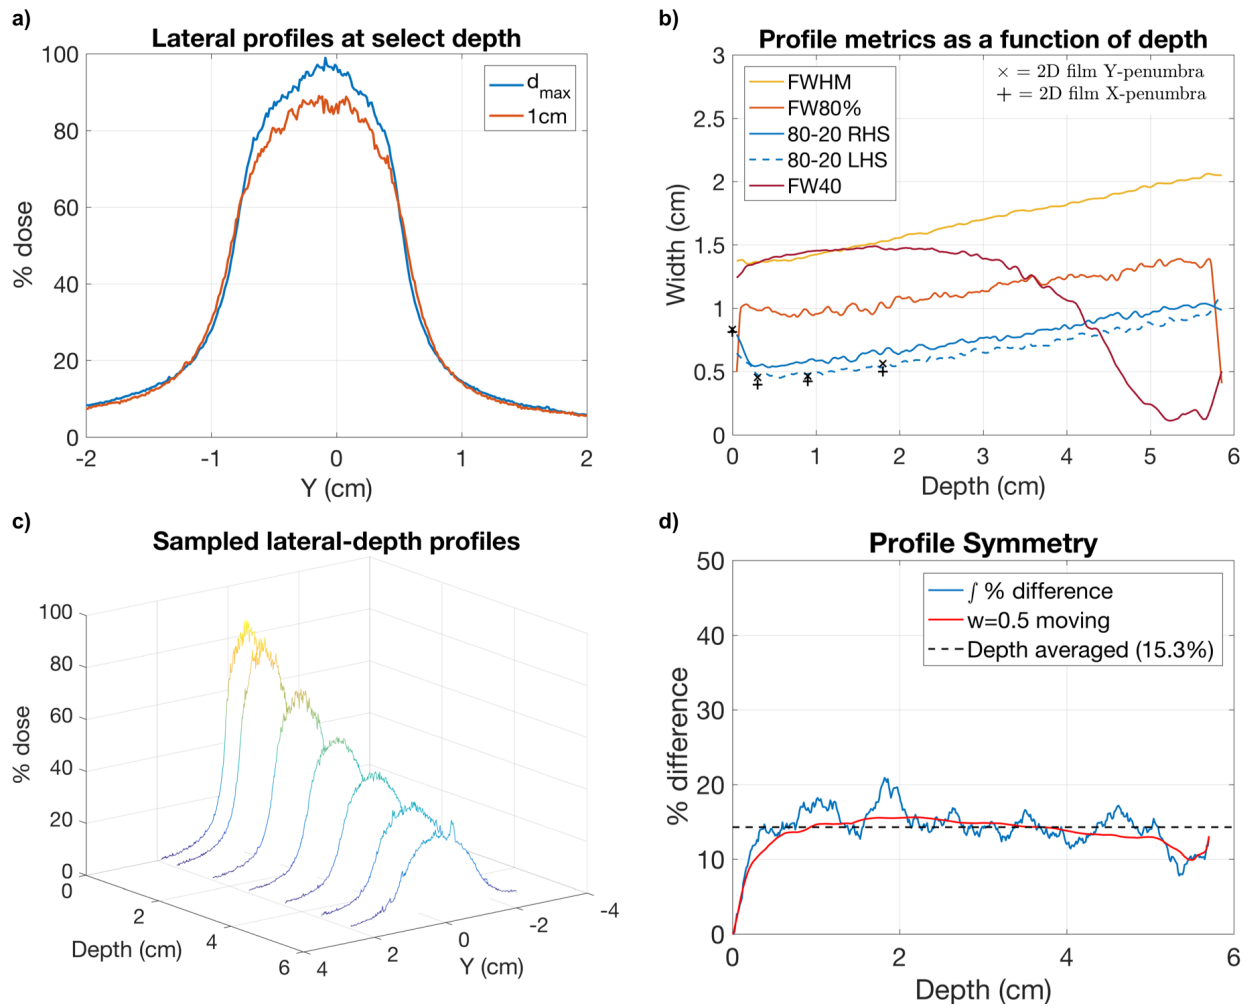 a)
Lateral profiles at select depth
100
80
60
40
20
0
-2
-1
0
1
2
% dose
Y (cm)
dmax
1cm
b)
Profile metrics as a function of depth
3
2.5
2
1.5
1
0.5
0
0
1
2
3
4
5
6
Width (cm)
Depth (cm)
FWHM
FW80%
80-20 RHS
80-20 LHS
FW40
× = 2D film Y-penumbra
+ = 2D film X-penumbra
c)
Sampled lateral-depth profiles
100
80
60
40
20
0
0
2
4
6
4
2
0
-2
-4
% dose
Depth (cm)
Y (cm)
d)
Profile Symmetry
50
40
30
20
10
0
0
2
4
6
% difference
Depth (cm)
∫ % difference
w=0.5 moving
Depth averaged (15.3%)